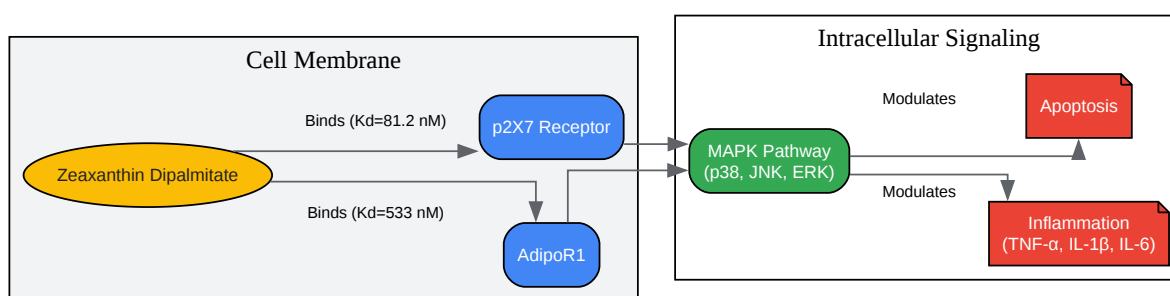 Cell Membrane
Zeaxanthin Dipalmitate
Binds (Kd=81.2 nM)
p2X7 Receptor
Binds (Kd=533 nM)
AdipoR1
Intracellular Signaling
MAPK Pathway
(p38, JNK, ERK)
Modulates
Apoptosis
Modulates
Inflammation
(TNF-α, IL-1β, IL-6)